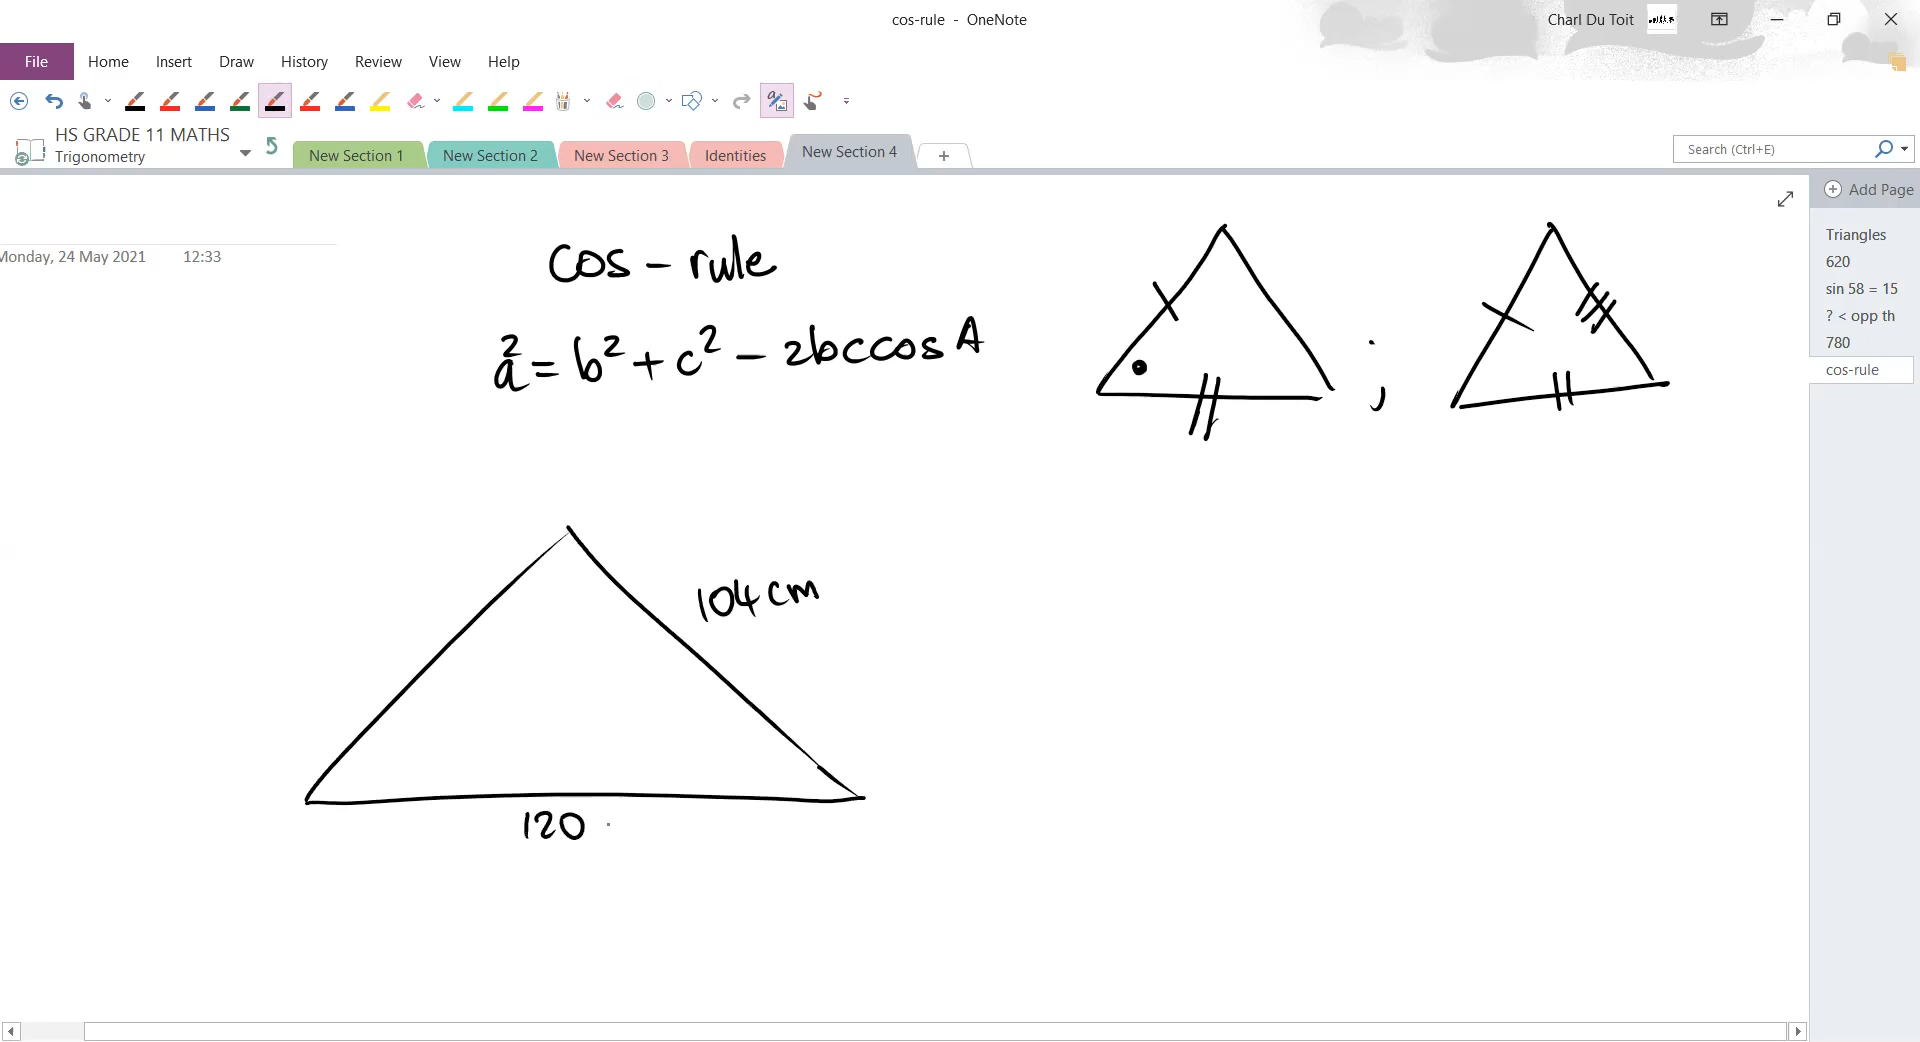 cos-rule - OneNote
Charl Du Toit
File Home Insert Draw History Review View Help
HS GRADE 11 MATHS
Trigonometry
New Section 1 New Section 2 New Section 3 Identities New Section 4
Search (Ctrl+E)
Add Page
Triangles
620
sin 58 = 15
? < opp th
780
cos-rule
Monday, 24 May 2021 12:33
cos - rule
a² = b² + c² - 2bc cos A
;
104 cm
120